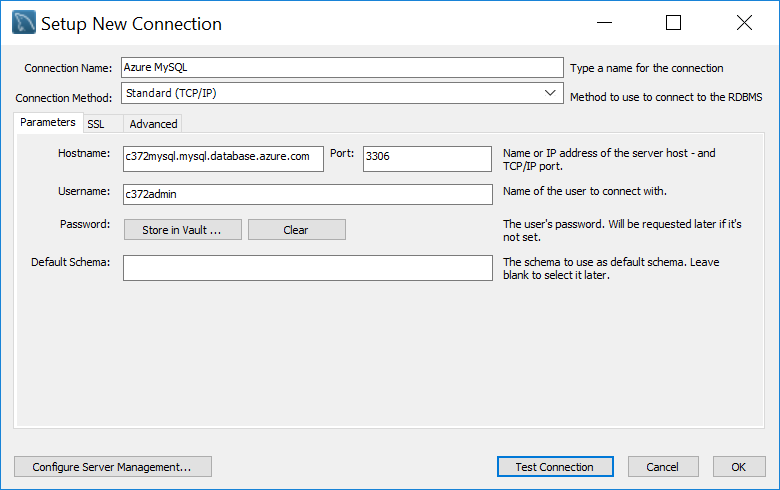 Setup New Connection
Connection Name: Azure MySQL Type a name for the connection
Connection Method: Standard (TCP/IP) Method to use to connect to the RDBMS
Parameters SSL Advanced
Hostname: c372mysql.mysql.database.azure.com Port: 3306 Name or IP address of the server host - and
TCP/IP port.
Username: c372admin Name of the user to connect with.
Password: Store in Vault ... Clear The user's password. Will be requested later if it's
not set.
Default Schema: The schema to use as default schema. Leave
blank to select it later.
Configure Server Management... Test Connection Cancel OK